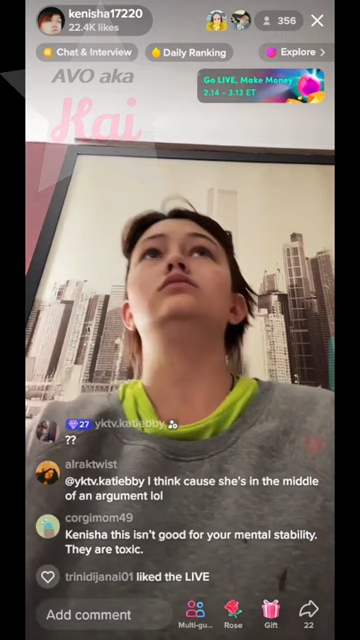 kenisha17220
22.4K likes
356
Chat & Interview
Daily Ranking
Explore >
AVO aka
Kai
Go LIVE, Make Money
2.14 - 3.13 ET
27 yktv.katiebby
??
alraktwist
@yktv.katiebby I think cause she's in the middle
of an argument lol
corgimom49
Kenisha this isn't good for your mental stability.
They are toxic.
trinidijanai01 liked the LIVE
Add comment
Multi-gu...
Rose
Gift
22